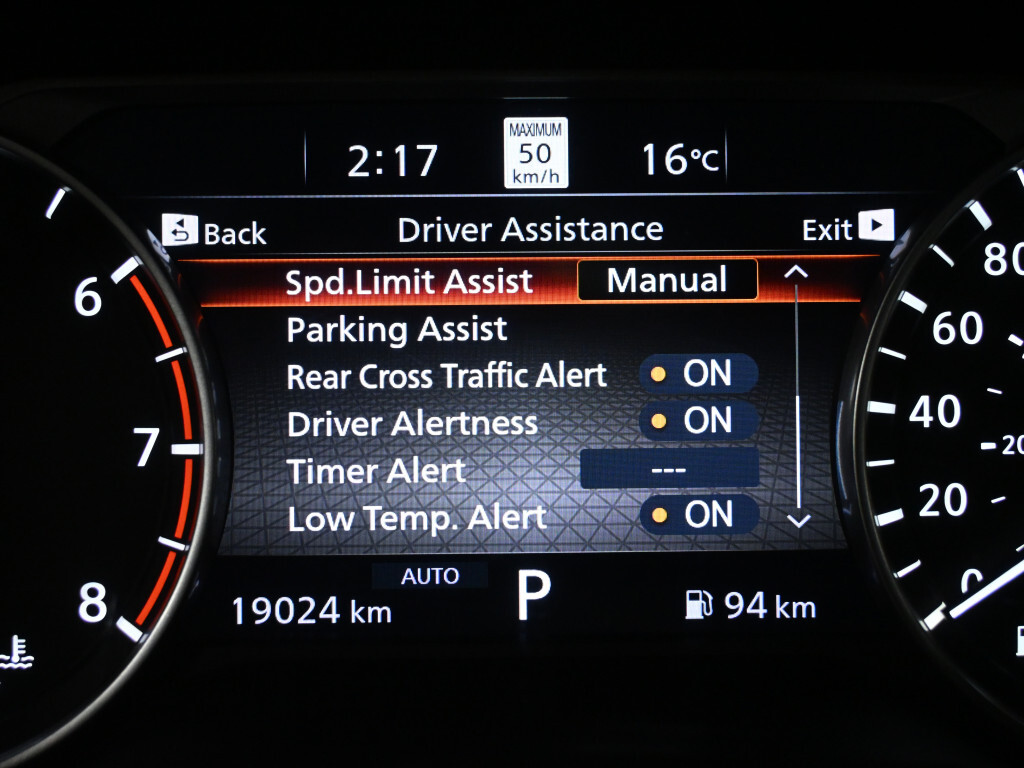 2:17
MAXIMUM
50
km/h
16°C
Back
Driver Assistance
Exit
Spd.Limit Assist Manual
Parking Assist
Rear Cross Traffic Alert ON
Driver Alertness ON
Timer Alert ---
Low Temp. Alert ON
AUTO
19024 km
P
94 km
6
7
8
80
60
40
20
0
20